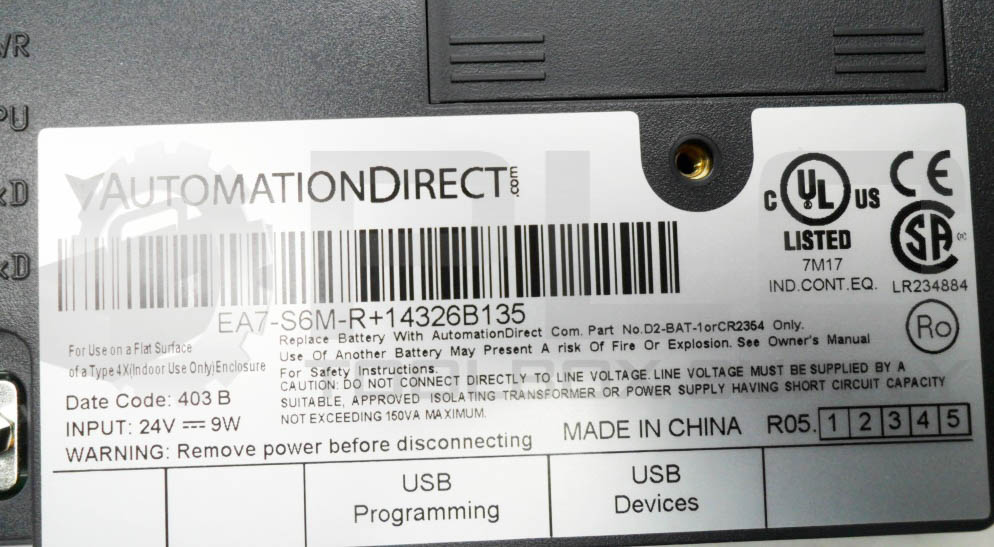 /R
PU
xD
xD
AUTOMATIONDIRECT.com
C UL US
LISTED
7M17
IND.CONT.EQ.
CE
SA
LR234884
EA7-S6M-R+14326B135
Ro
For Use on a Flat Surface
of a Type 4X(Indoor Use Only)Enclosure
Replace Battery With AutomationDirect Com. Part No.D2-BAT-1orCR2354 Only.
Use Of Another Battery May Present A risk Of Fire Or Explosion. See Owner's Manual
For Safety Instructions.
CAUTION: DO NOT CONNECT DIRECTLY TO LINE VOLTAGE.LINE VOLTAGE MUST BE SUPPLIED BY A
SUITABLE, APPROVED ISOLATING TRANSFORMER OR POWER SUPPLY HAVING SHORT CIRCUIT CAPACITY
NOT EXCEEDING 150VA MAXIMUM.
Date Code: 403 B
INPUT: 24V ⎓ 9W
WARNING: Remove power before disconnecting
MADE IN CHINA
R05. 1 2 3 4 5
USB
Programming
USB
Devices